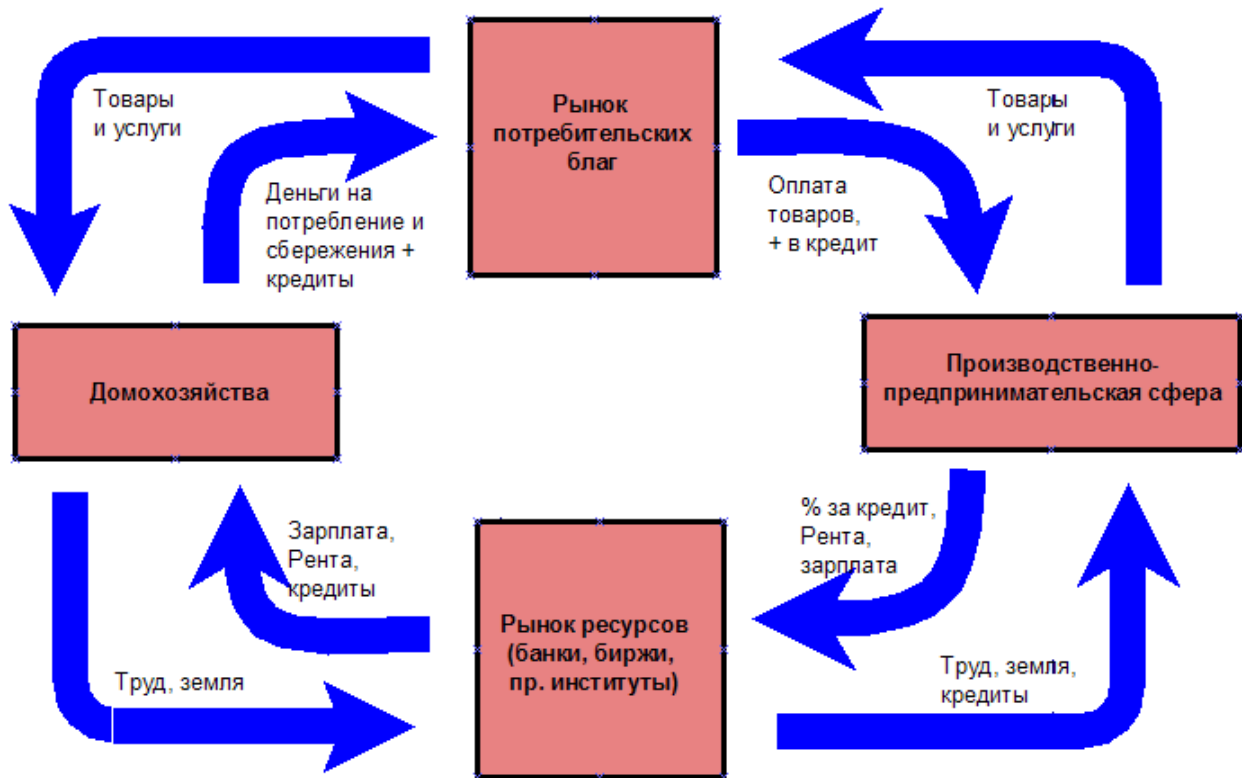 Рынок
потребительских
благ
Товары
и услуги
Товары
и услуги
Деньги на
потребление и
сбережения +
кредиты
Оплата
товаров,
+ в кредит
Домохозяйства
Производственно-
предпринимательская сфера
Зарплата,
Рента,
кредиты
% за кредит,
Рента,
зарплата
Рынок ресурсов
(банки, биржи,
пр. институты)
Труд, земля
Труд, земля,
кредиты